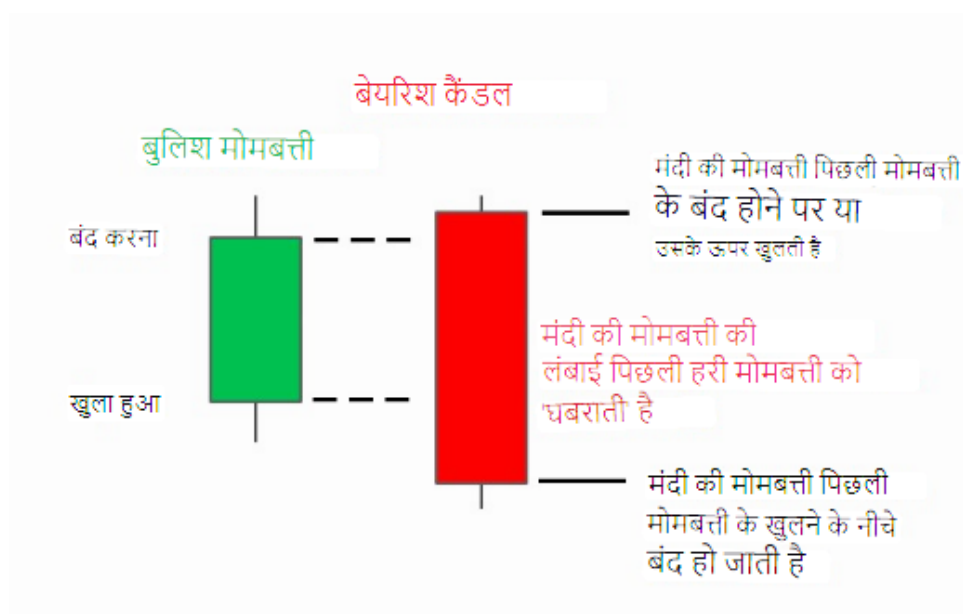 बेयरिश कैंडल
बुलिश मोमबत्ती
मंदी की मोमबत्ती पिछली मोमबत्ती
के बंद होने पर या
उसके ऊपर खुलती है
बंद करना
मंदी की मोमबत्ती की
लंबाई पिछली हरी मोमबत्ती को
'घबराती है
खुला हुआ
मंदी की मोमबत्ती पिछली
मोमबत्ती के खुलने के नीचे
बंद हो जाती है